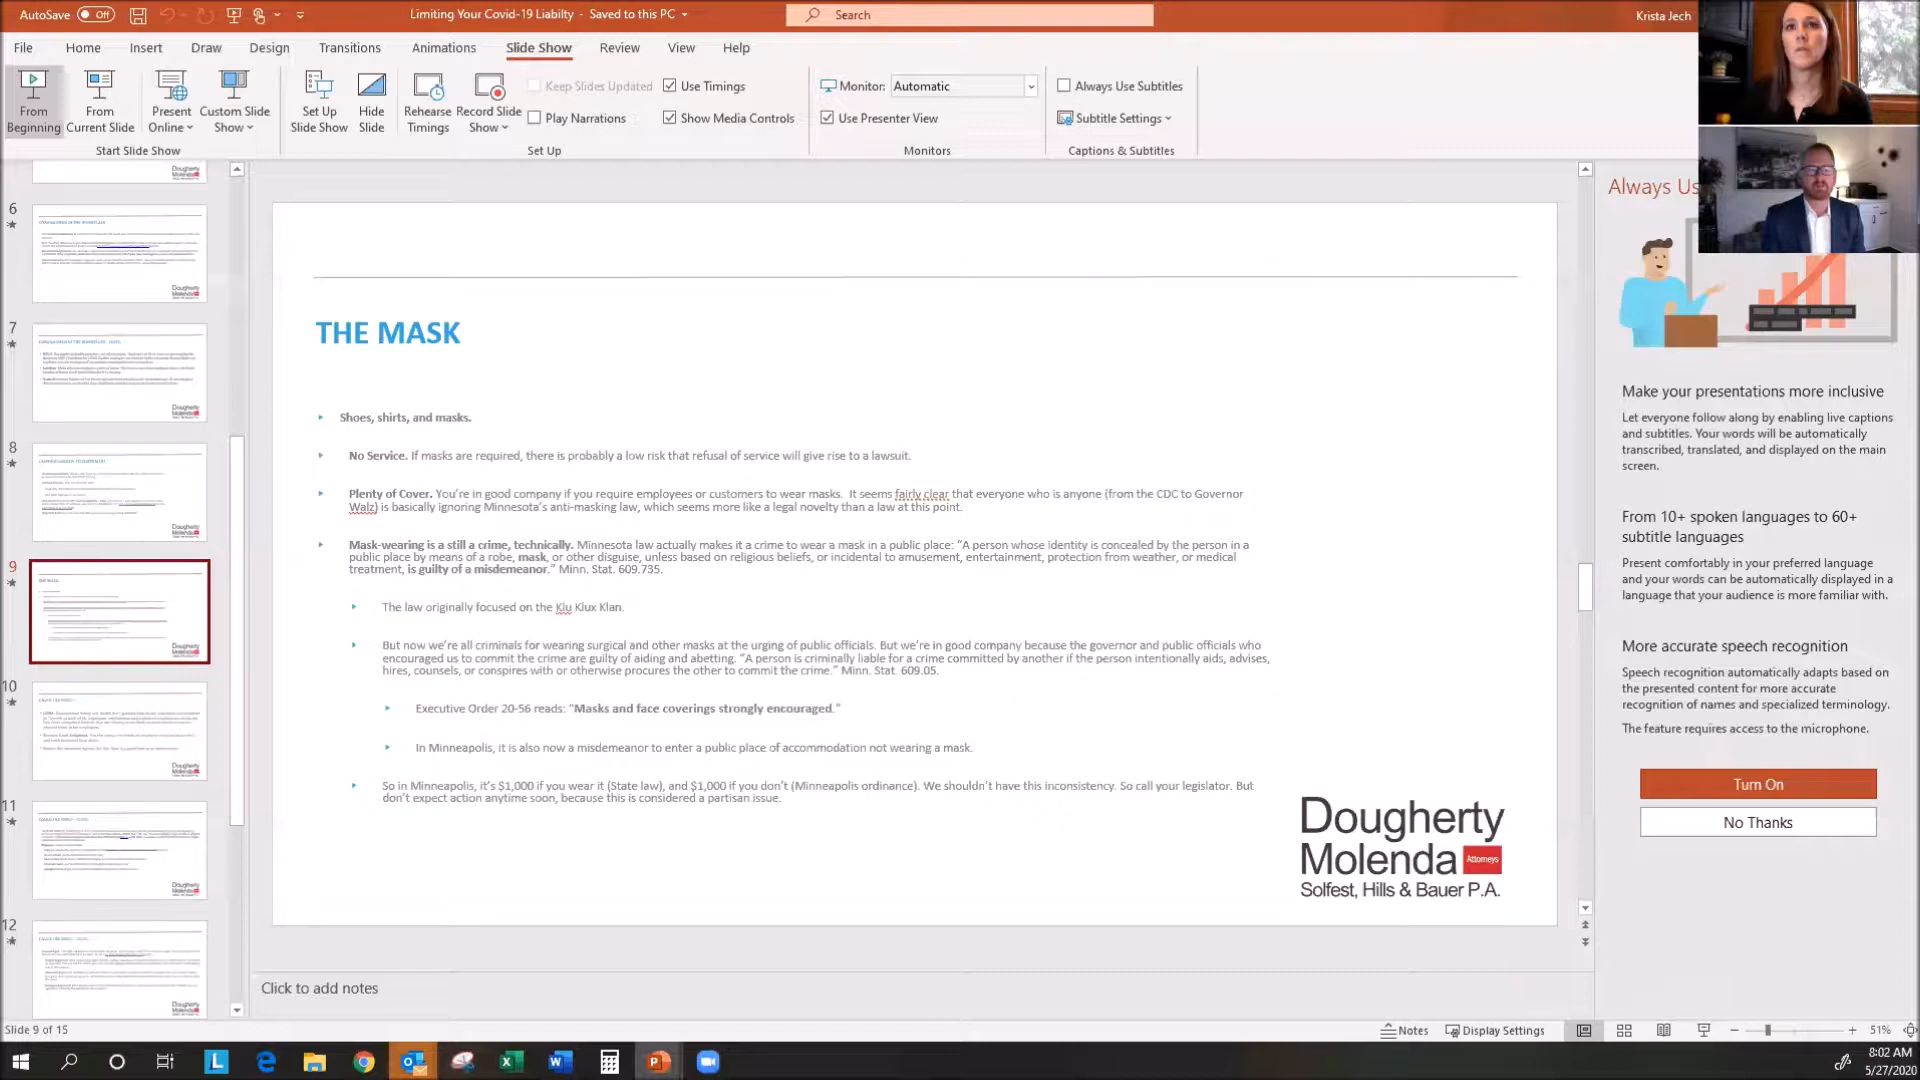 AutoSave Off
Limiting Your Covid-19 Liabilty - Saved to this PC
Search
Krista Jech
File Home Insert Draw Design Transitions Animations Slide Show Review View Help
From Beginning
From Current Slide
Present Online
Custom Slide Show
Start Slide Show
Set Up Slide Show
Hide Slide
Rehearse Timings
Record Slide Show
Keep Slides Updated
Play Narrations
Use Timings
Show Media Controls
Set Up
Monitor: Automatic
Use Presenter View
Monitors
Always Use Subtitles
Subtitle Settings
Captions & Subtitles
6
7
8
9
10
11
12
THE MASK
Shoes, shirts, and masks.
No Service. If masks are required, there is probably a low risk that refusal of service will give rise to a lawsuit.
Plenty of Cover. You're in good company if you require employees or customers to wear masks. It seems fairly clear that everyone who is anyone (from the CDC to Governor
Walz) is basically ignoring Minnesota's anti-masking law, which seems more like a legal novelty than a law at this point.
Mask-wearing is a still a crime, technically. Minnesota law actually makes it a crime to wear a mask in a public place: "A person whose identity is concealed by the person in a
public place by means of a robe, mask, or other disguise, unless based on religious beliefs, or incidental to amusement, entertainment, protection from weather, or medical
treatment, is guilty of a misdemeanor." Minn. Stat. 609.735.
The law originally focused on the Klu Klux Klan.
But now we're all criminals for wearing surgical and other masks at the urging of public officials. But we're in good company because the governor and public officials who
encouraged us to commit the crime are guilty of aiding and abetting. "A person is criminally liable for a crime committed by another if the person intentionally aids, advises,
hires, counsels, or conspires with or otherwise procures the other to commit the crime." Minn. Stat. 609.05.
Executive Order 20-56 reads: "Masks and face coverings strongly encouraged."
In Minneapolis, it is also now a misdemeanor to enter a public place of accommodation not wearing a mask.
So in Minneapolis, it's $1,000 if you wear it (State law), and $1,000 if you don't (Minneapolis ordinance). We shouldn't have this inconsistency. So call your legislator. But
don't expect action anytime soon, because this is considered a partisan issue.
Dougherty
Molenda Attorneys
Solfest, Hills & Bauer P.A.
Always Us
Make your presentations more inclusive
Let everyone follow along by enabling live captions
and subtitles. Your words will be automatically
transcribed, translated, and displayed on the main
screen.
From 10+ spoken languages to 60+
subtitle languages
Present comfortably in your preferred language
and your words can be automatically displayed in a
language that your audience is more familiar with.
More accurate speech recognition
Speech recognition automatically adapts based on
the presented content for more accurate
recognition of names and specialized terminology.
The feature requires access to the microphone.
Turn On
No Thanks
Click to add notes
Slide 9 of 15
Notes Display Settings 51%
8:02 AM
5/27/2020